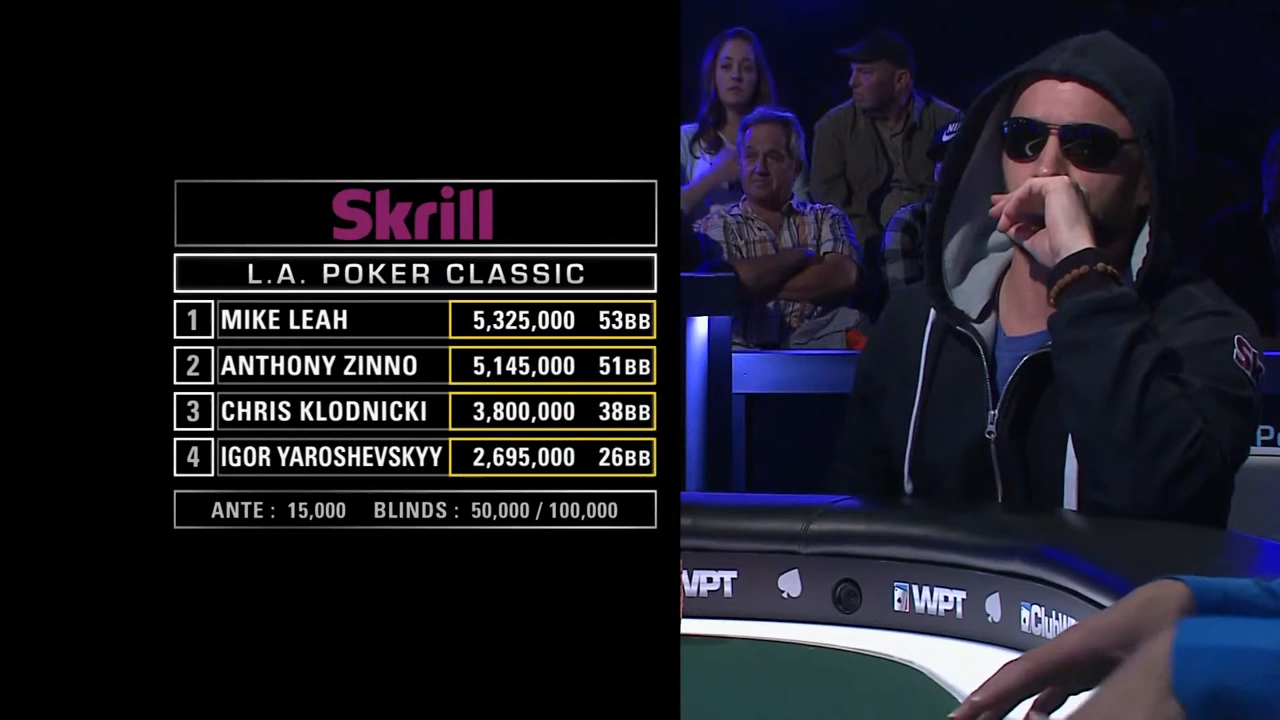 Skrill
L.A. POKER CLASSIC
1 MIKE LEAH 5,325,000 53BB
2 ANTHONY ZINNO 5,145,000 51BB
3 CHRIS KLODNICKI 3,800,000 38BB
4 IGOR YAROSHEVSKYY 2,695,000 26BB
ANTE : 15,000 BLINDS : 50,000 / 100,000
WPT
WPT